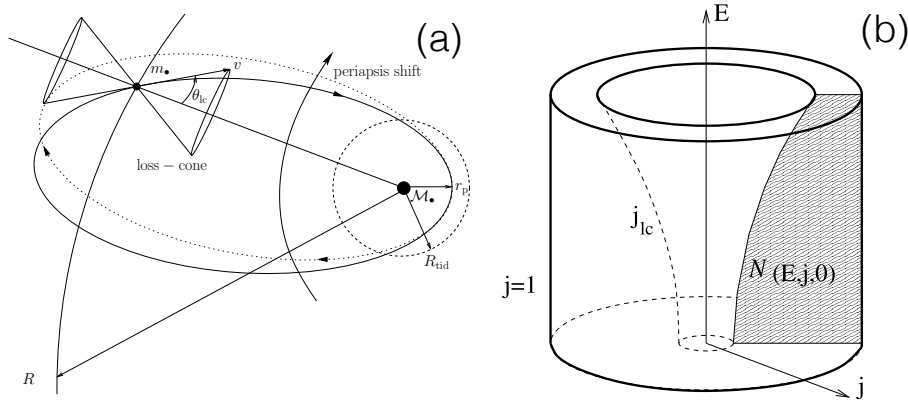 (a)
m•
v
θlc
periapsis shift
loss−cone
rp
M•
Rtid
R
(b)
E
jlc
j=1
N (E,j,0)
j